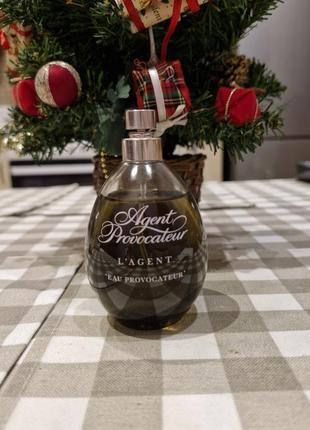 Agent
Provocateur
L'AGENT
"EAU PROVOCATEUR"